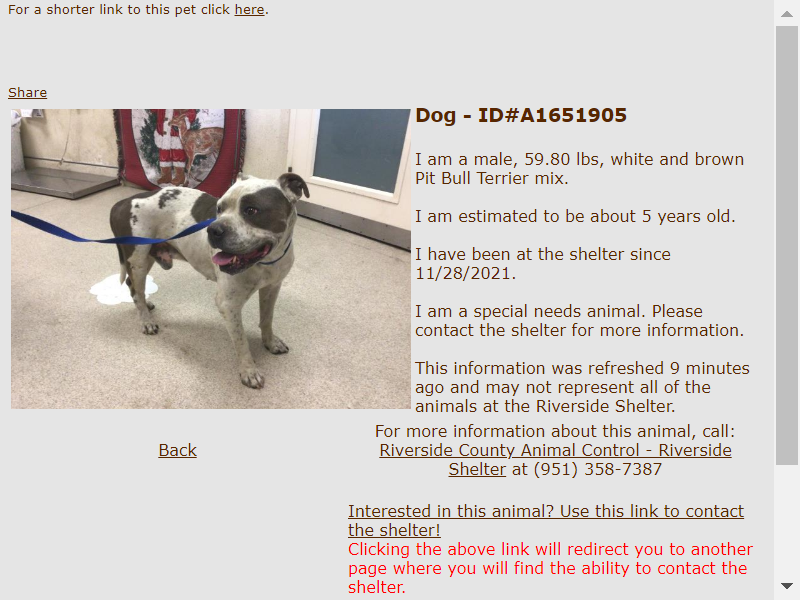 For a shorter link to this pet click here.
Share
Dog - ID#A1651905
I am a male, 59.80 lbs, white and brown
Pit Bull Terrier mix.
I am estimated to be about 5 years old.
I have been at the shelter since
11/28/2021.
I am a special needs animal. Please
contact the shelter for more information.
This information was refreshed 9 minutes
ago and may not represent all of the
animals at the Riverside Shelter.
Back
For more information about this animal, call:
Riverside County Animal Control - Riverside
Shelter at (951) 358-7387
Interested in this animal? Use this link to contact
the shelter!
Clicking the above link will redirect you to another
page where you will find the ability to contact the
shelter.